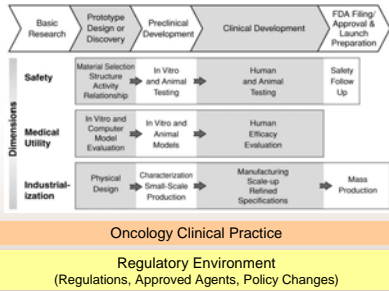 Basic
Research
Prototype
Design or
Discovery
Preclinical
Development
Clinical Development
FDA Filing/
Approval &
Launch
Preparation
Dimensions
Safety
Material Selection
Structure
Activity
Relationship
In Vitro
and Animal
Testing
Human
and Animal
Testing
Safety
Follow
Up
Medical
Utility
In Vitro and
Computer
Model
Evaluation
In Vitro and
Animal
Models
Human
Efficacy
Evaluation
Industrial-
ization
Physical
Design
Characterization
Small-Scale
Production
Manufacturing
Scale-up
Refined
Specifications
Mass
Production
Oncology Clinical Practice
Regulatory Environment
(Regulations, Approved Agents, Policy Changes)